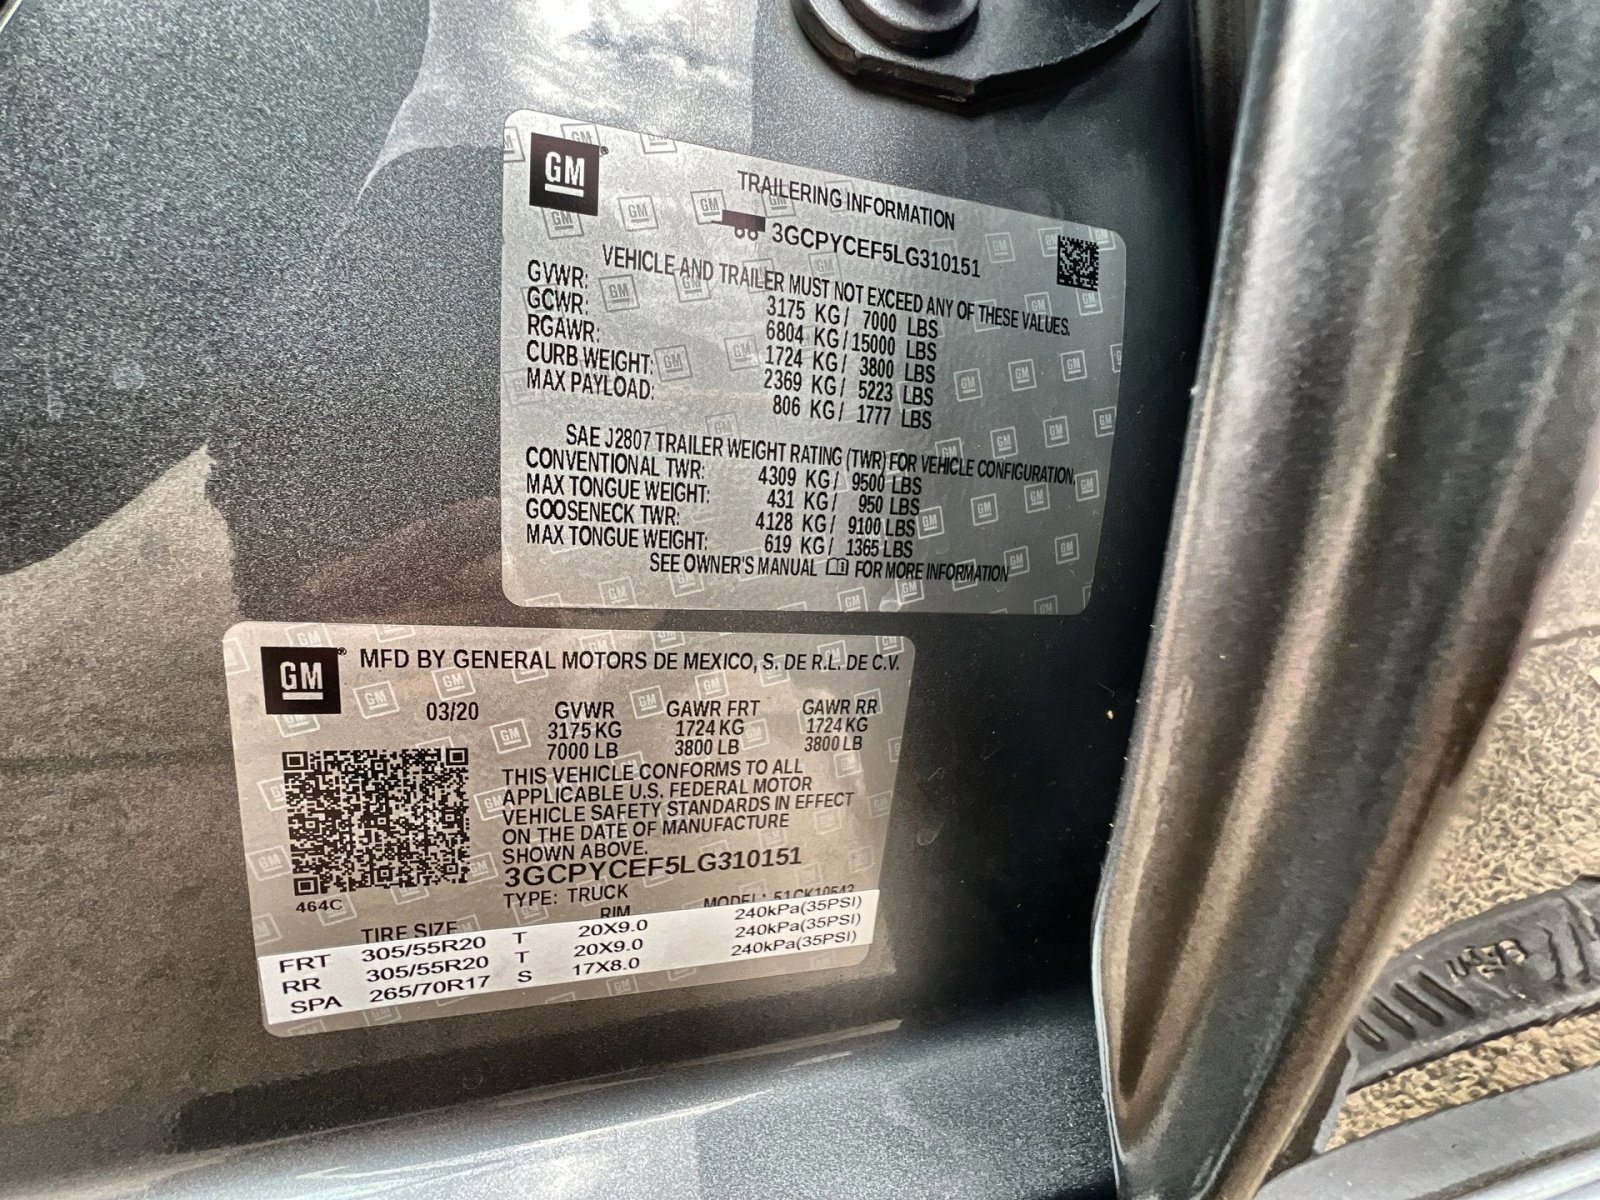 GM
TRAILERING INFORMATION
3GCPYCEF5LG310151
VEHICLE AND TRAILER MUST NOT EXCEED ANY OF THESE VALUES.
GVWR: 3175 KG/ 7000 LBS
GCWR: 6804 KG/ 15000 LBS
RGAWR: 1724 KG/ 3800 LBS
CURB WEIGHT: 2369 KG/ 5223 LBS
MAX PAYLOAD: 806 KG/ 1777 LBS
SAE J2807 TRAILER WEIGHT RATING (TWR) FOR VEHICLE CONFIGURATION.
CONVENTIONAL TWR: 4309 KG/ 9500 LBS
MAX TONGUE WEIGHT: 431 KG/ 950 LBS
GOOSENECK TWR: 4128 KG/ 9100 LBS
MAX TONGUE WEIGHT: 619 KG/ 1365 LBS
SEE OWNER'S MANUAL FOR MORE INFORMATION
GM MFD BY GENERAL MOTORS DE MEXICO, S. DE R.L. DE C.V.
03/20 GVWR GAWR FRT GAWR RR
3175 KG 1724 KG 1724 KG
7000 LB 3800 LB 3800 LB
THIS VEHICLE CONFORMS TO ALL
APPLICABLE U.S. FEDERAL MOTOR
VEHICLE SAFETY STANDARDS IN EFFECT
ON THE DATE OF MANUFACTURE
SHOWN ABOVE.
3GCPYCEF5LG310151
464C TYPE: TRUCK MODEL: 51CK10543
TIRE SIZE RIM
FRT 305/55R20 T 20X9.0 240kPa(35PSI)
RR 305/55R20 T 20X9.0 240kPa(35PSI)
SPA 265/70R17 S 17X8.0 240kPa(35PSI)